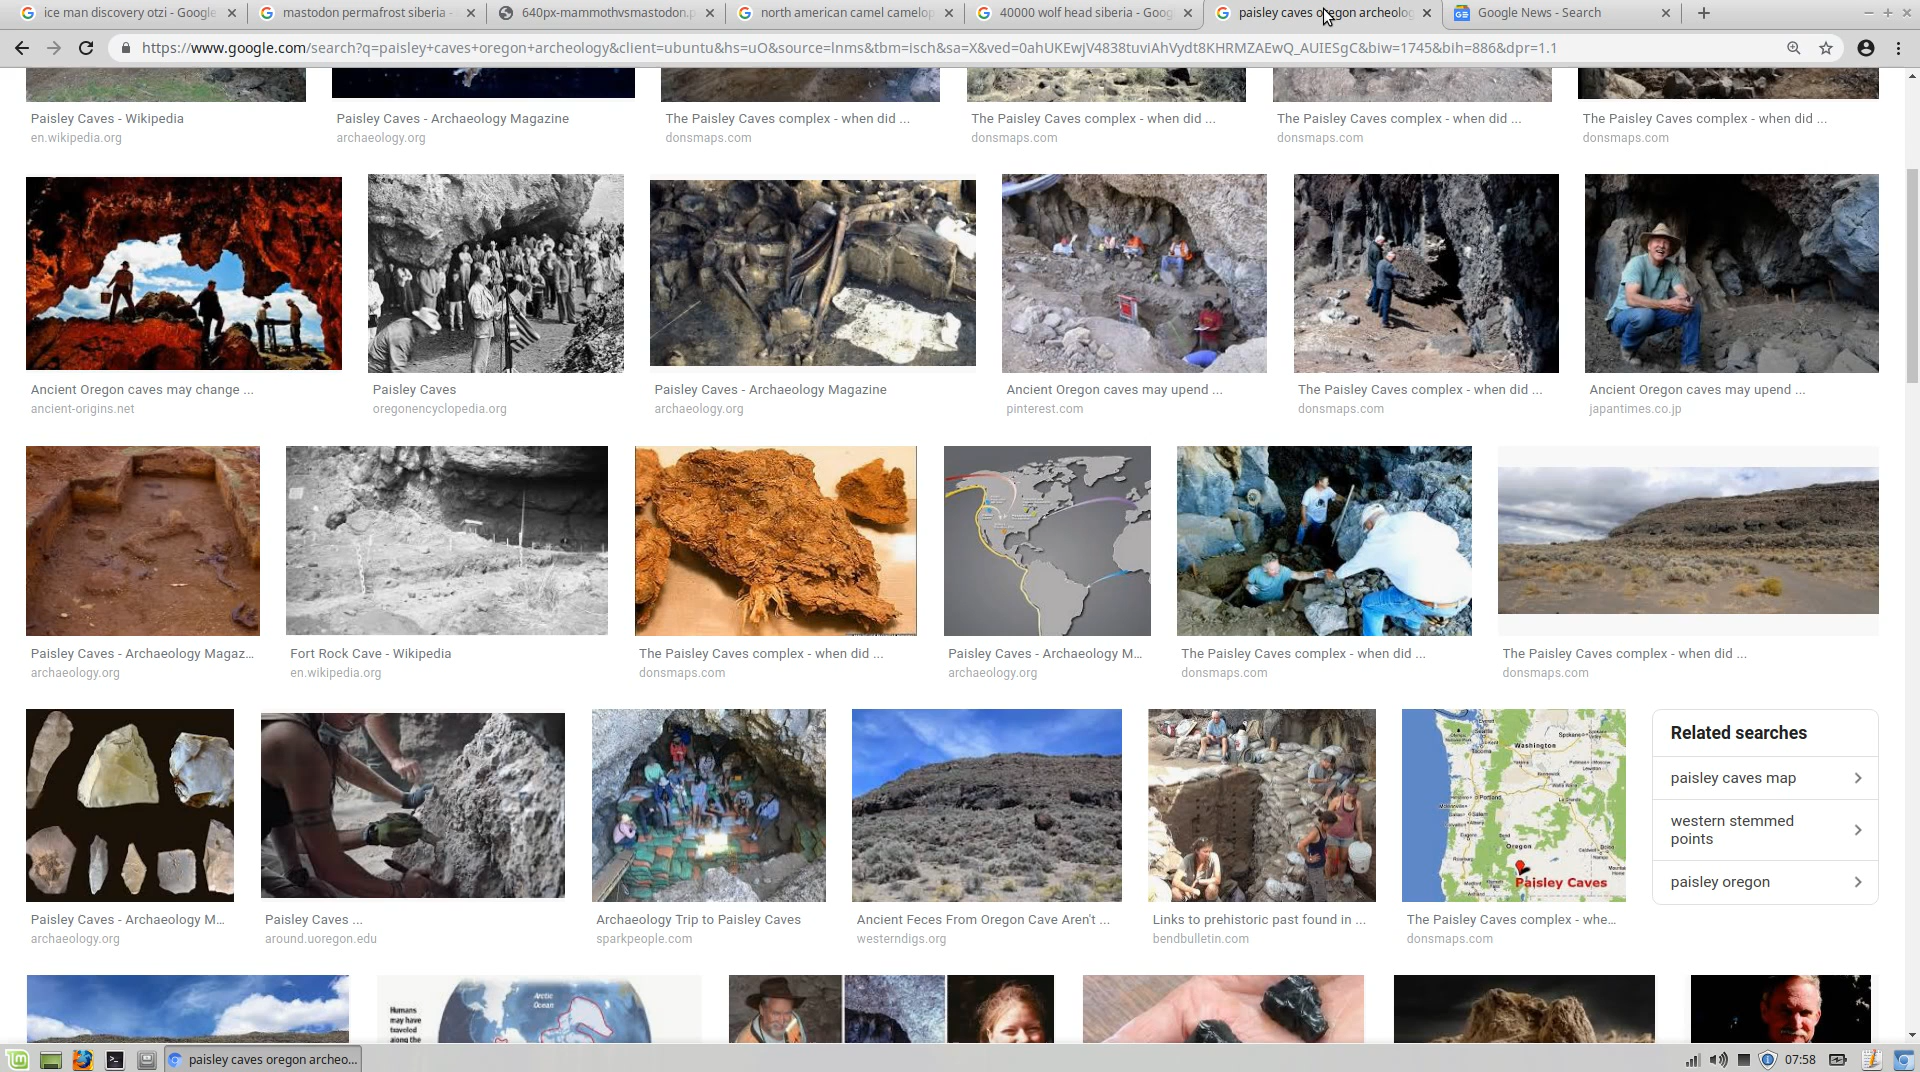 ice man discovery otzi - Google
mastodon permafrost siberia -
640px-mammothvsmastodon.p
north american camel camelop
40000 wolf head siberia - Goog
paisley caves oregon archeolog
Google News - Search
https://www.google.com/search?q=paisley+caves+oregon+archeology&client=ubuntu&hs=uO&source=lnms&tbm=isch&sa=X&ved=0ahUKEwjV4838tuviAhVydt8KHRMZAEwQ_AUIESgC&biw=1745&bih=886&dpr=1.1
Paisley Caves - Wikipedia
en.wikipedia.org
Paisley Caves - Archaeology Magazine
archaeology.org
The Paisley Caves complex - when did ...
donsmaps.com
The Paisley Caves complex - when did ...
donsmaps.com
The Paisley Caves complex - when did ...
donsmaps.com
The Paisley Caves complex - when did ...
donsmaps.com
Ancient Oregon caves may change ...
ancient-origins.net
Paisley Caves
oregonencyclopedia.org
Paisley Caves - Archaeology Magazine
archaeology.org
Ancient Oregon caves may upend ...
pinterest.com
The Paisley Caves complex - when did ...
donsmaps.com
Ancient Oregon caves may upend ...
japantimes.co.jp
Paisley Caves - Archaeology Magaz...
archaeology.org
Fort Rock Cave - Wikipedia
en.wikipedia.org
The Paisley Caves complex - when did ...
donsmaps.com
Paisley Caves - Archaeology M...
archaeology.org
The Paisley Caves complex - when did ...
donsmaps.com
The Paisley Caves complex - when did ...
donsmaps.com
Washington
Portland
Oregon
Paisley Caves
Related searches
paisley caves map
western stemmed
points
paisley oregon
Paisley Caves - Archaeology M...
archaeology.org
Paisley Caves ...
around.uoregon.edu
Archaeology Trip to Paisley Caves
sparkpeople.com
Ancient Feces From Oregon Cave Aren't ...
westerndigs.org
Links to prehistoric past found in ...
bendbulletin.com
The Paisley Caves complex - whe...
donsmaps.com
Humans
may have
traveled
along the
Arctic
Ocean
paisley caves oregon archeo...
07:58